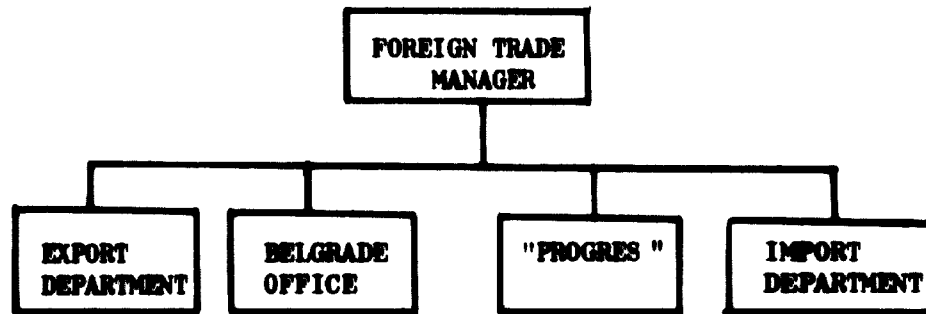 FOREIGN TRADE
MANAGER
EXPORT
DEPARTMENT
BELGRADE
OFFICE
"PROGRES"
IMPORT
DEPARTMENT